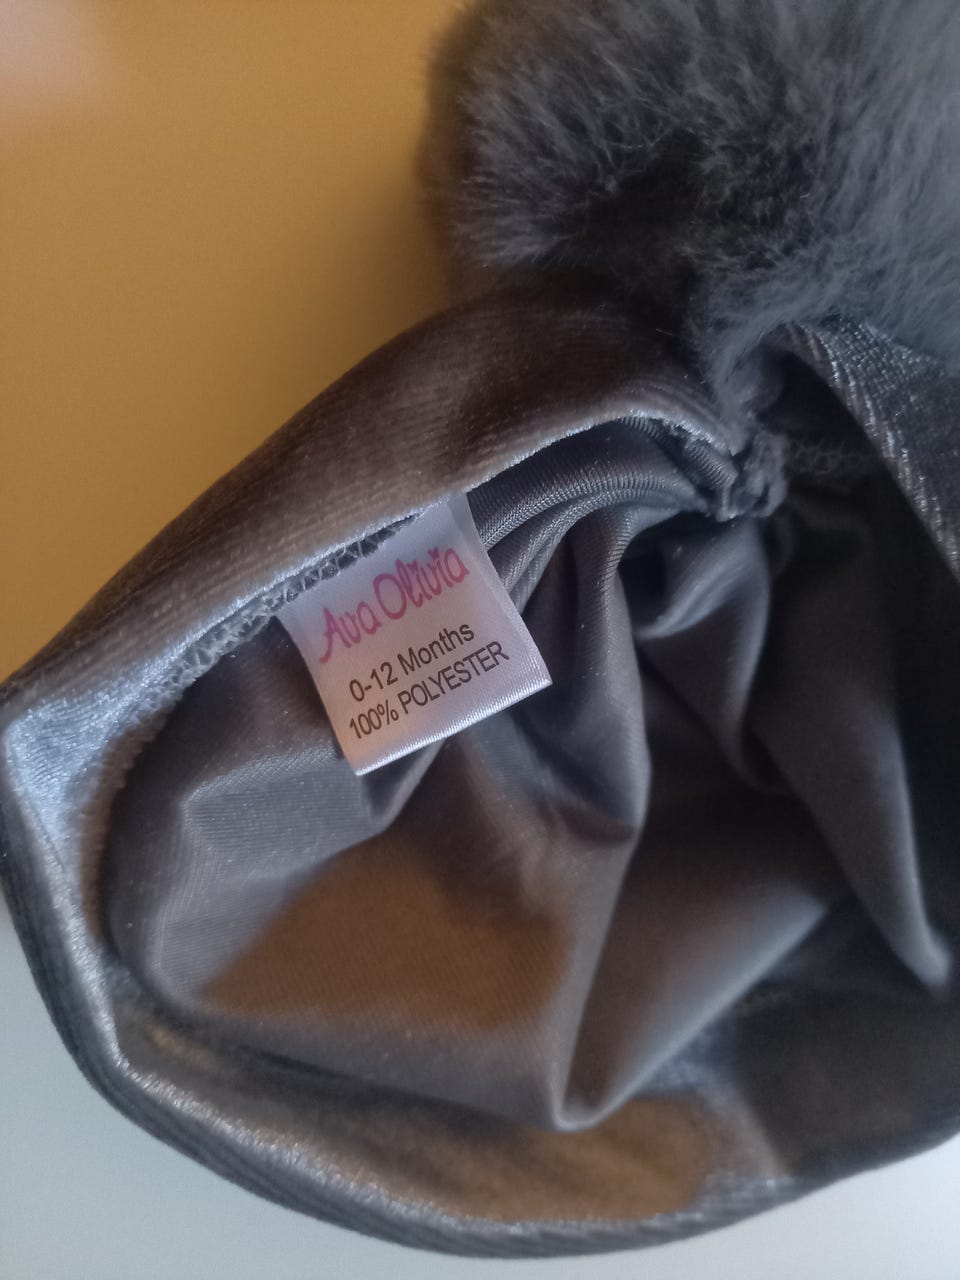 Ava Olivia
0-12 Months
100% POLYESTER